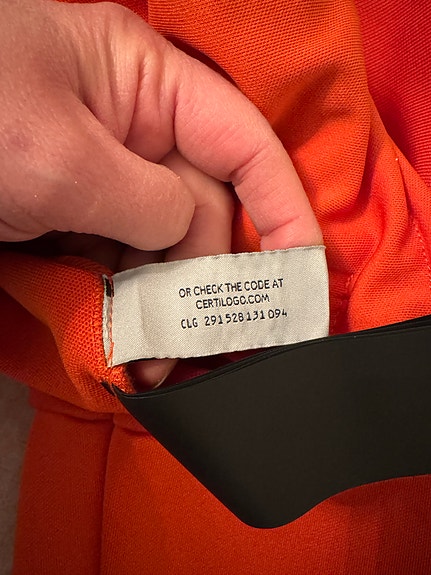 OR CHECK THE CODE AT
CERTILOGO.COM
CLG 291528131094